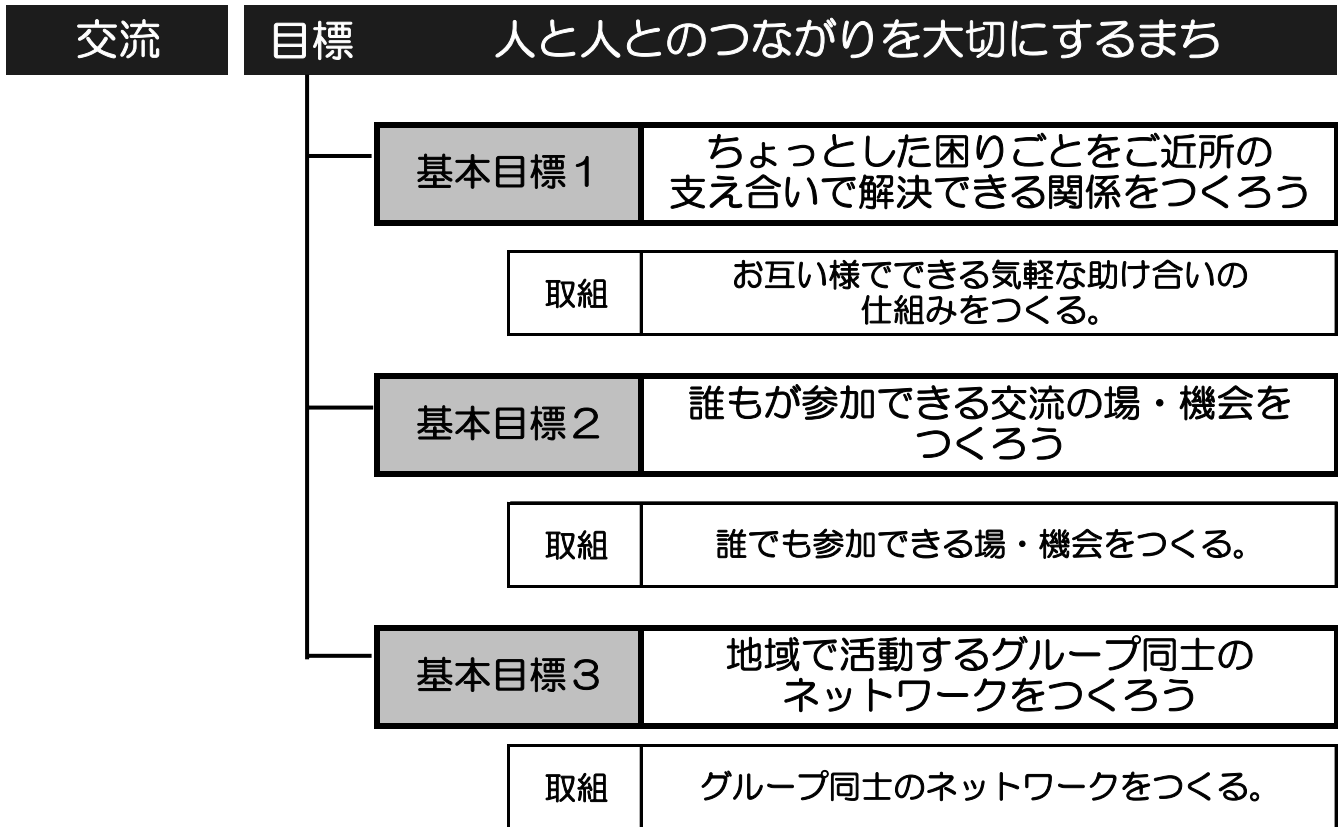 交流
目標 人と人とのつながりを大切にするまち
基本目標１
ちょっとした困りごとをご近所の
支え合いで解決できる関係をつくろう
取組
お互い様でできる気軽な助け合いの
仕組みをつくる。
基本目標２
誰もが参加できる交流の場・機会を
つくろう
取組
誰でも参加できる場・機会をつくる。
基本目標３
地域で活動するグループ同士の
ネットワークをつくろう
取組
グループ同士のネットワークをつくる。